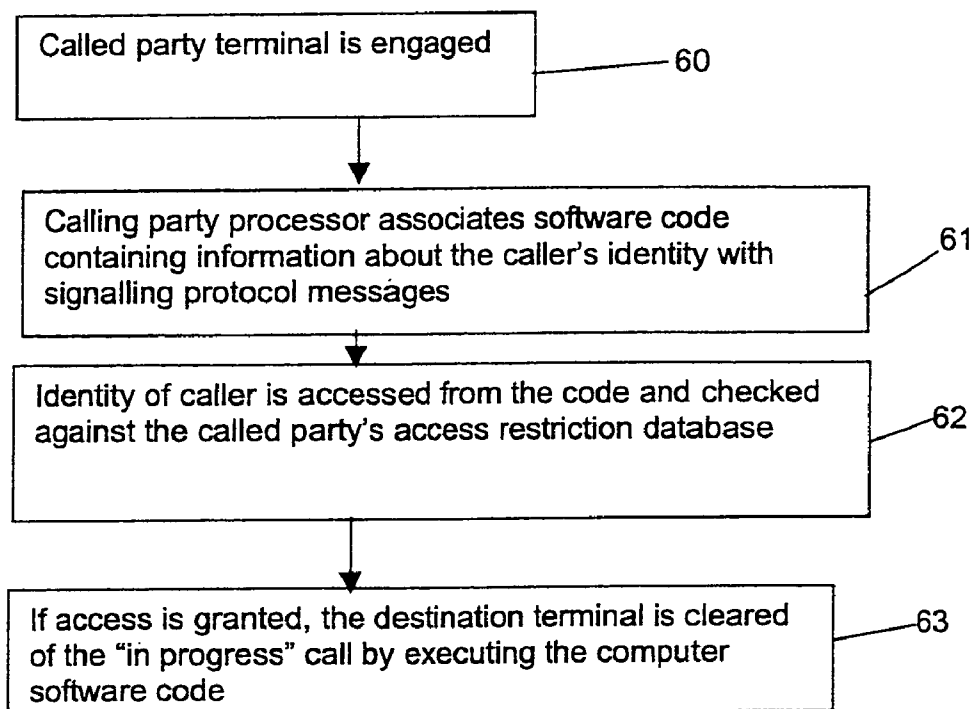 Called party terminal is engaged
60
Calling party processor associates software code
containing information about the caller's identity with
signalling protocol messages
61
Identity of caller is accessed from the code and checked
against the called party's access restriction database
62
If access is granted, the destination terminal is cleared
of the “in progress” call by executing the computer
software code
63